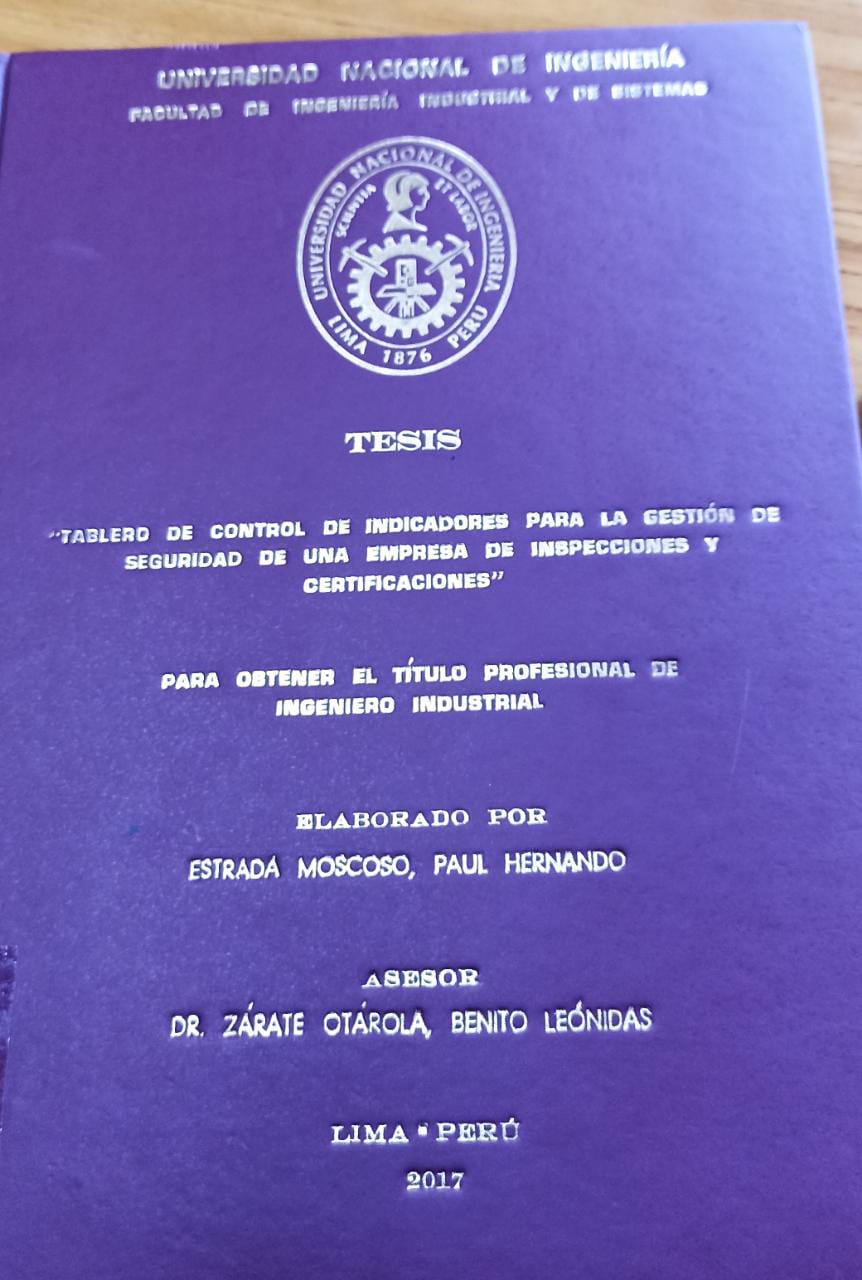 UNIVERSIDAD NACIONAL DE INGENIERÍA
FACULTAD DE INGENIERÍA INDUSTRIAL Y DE SISTEMAS
UNIVERSIDAD NACIONAL DE INGENIERIA
SCIENTIA ET LABOR
LIMA 1876 PERU
TESIS
"TABLERO DE CONTROL DE INDICADORES PARA LA GESTIÓN DE
SEGURIDAD DE UNA EMPRESA DE INSPECCIONES Y
CERTIFICACIONES"
PARA OBTENER EL TÍTULO PROFESIONAL DE
INGENIERO INDUSTRIAL
ELABORADO POR
ESTRADA MOSCOSO, PAUL HERNANDO
ASESOR
DR. ZÁRATE OTÁROLA, BENITO LEÓNIDAS
LIMA - PERÚ
2017